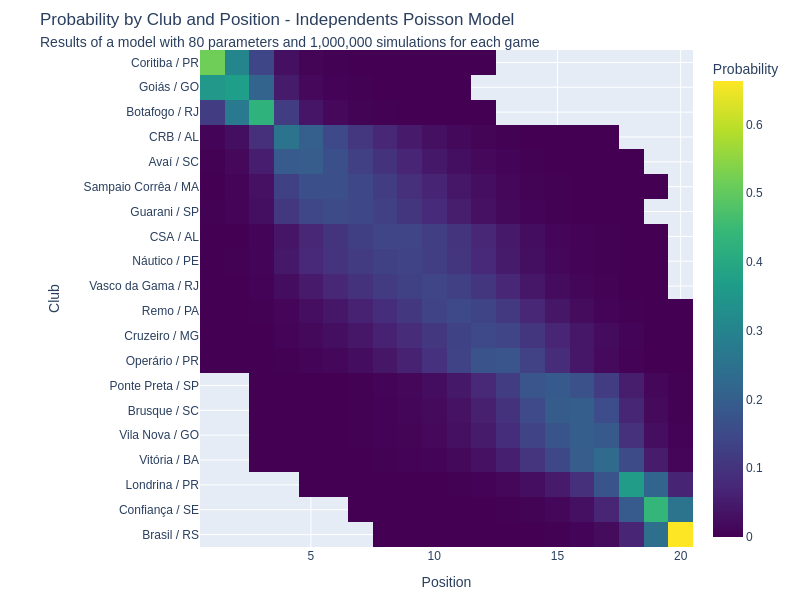 Probability by Club and Position - Independents Poisson Model
Results of a model with 80 parameters and 1,000,000 simulations for each game
Probability
Coritiba / PR
Goiás / GO
Botafogo / RJ
CRB / AL
Avaí / SC
Sampaio Corrêa / MA
Guarani / SP
CSA / AL
Náutico / PE
Vasco da Gama / RJ
Remo / PA
Cruzeiro / MG
Operário / PR
Ponte Preta / SP
Brusque / SC
Vila Nova / GO
Vitória / BA
Londrina / PR
Confiança / SE
Brasil / RS
Club
5
10
15
20
Position
0.6
0.5
0.4
0.3
0.2
0.1
0